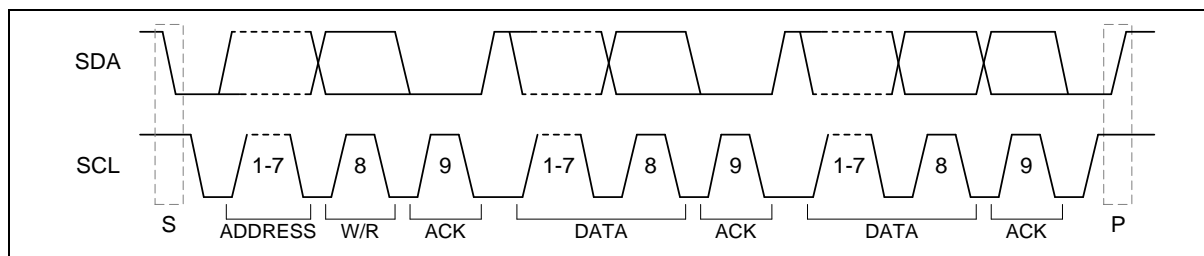 SDA
SCL
1-7 8 9 1-7 8 9 1-7 8 9
S ADDRESS W/R ACK DATA ACK DATA ACK P